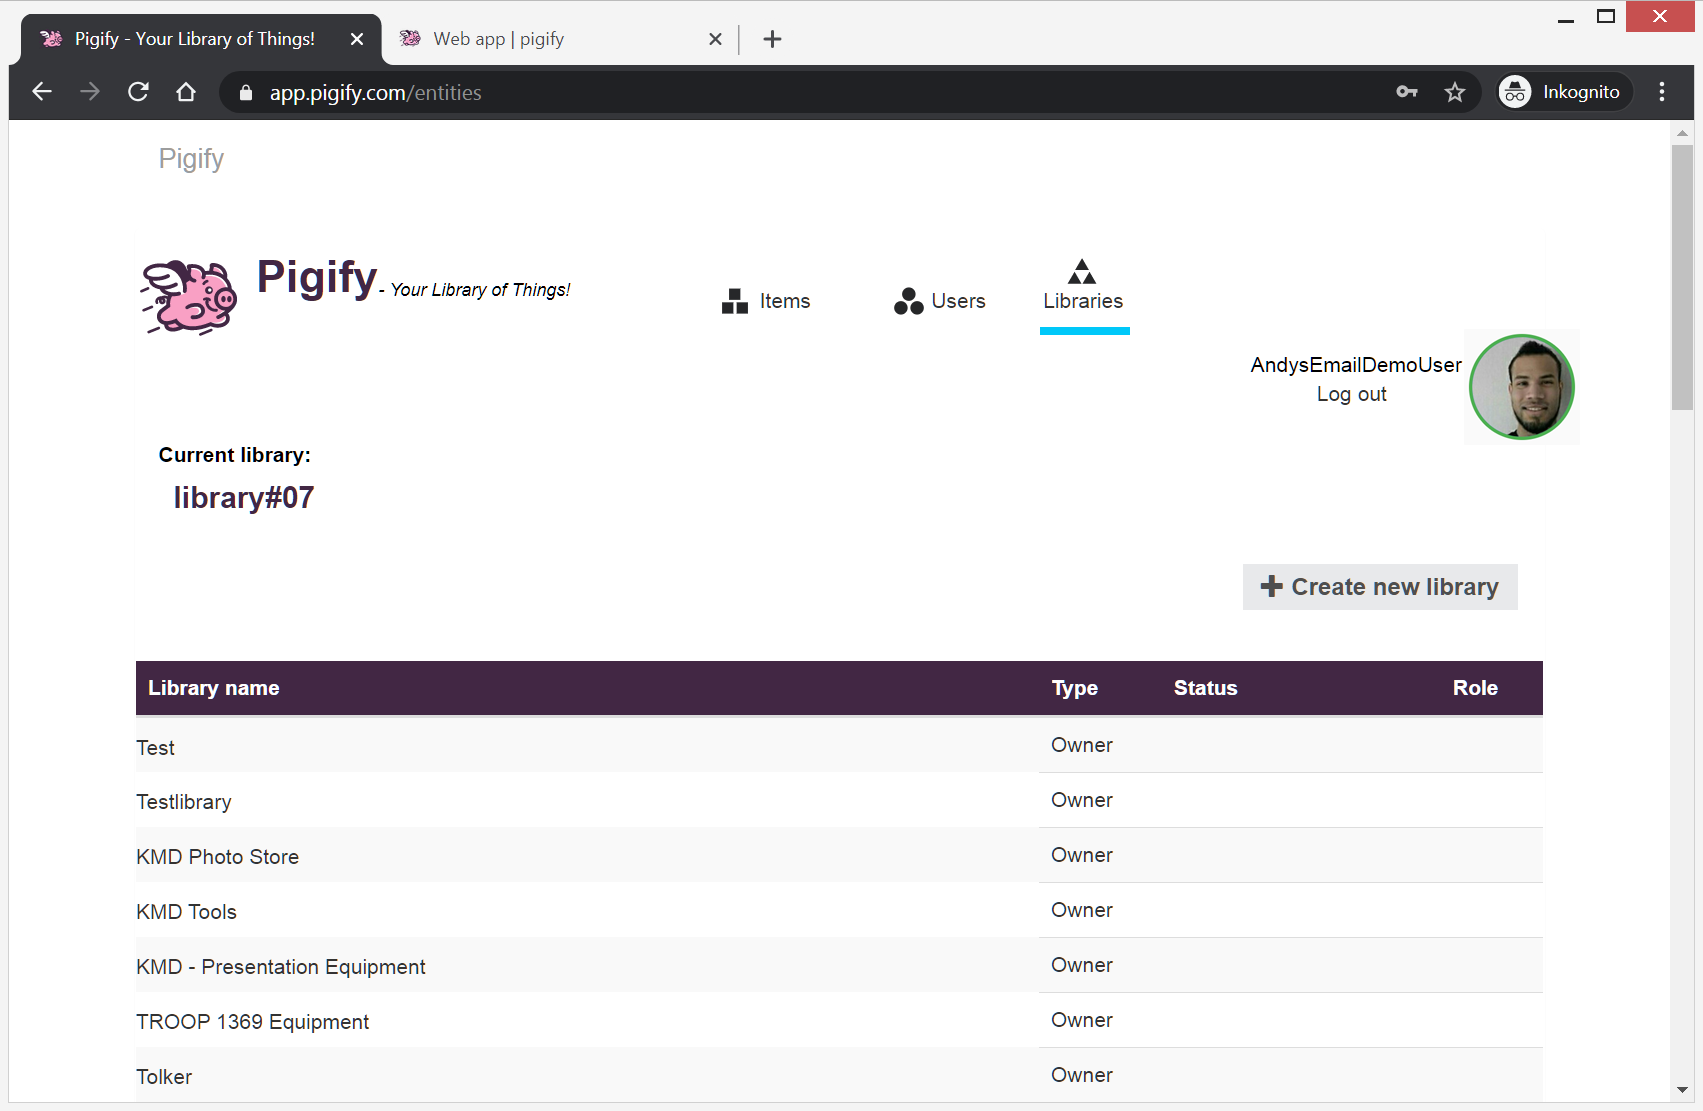 Pigify - Your Library of Things!
Web app | pigify
app.pigify.com/entities
Inkognito
Pigify
Pigify - Your Library of Things!
Items
Users
Libraries
AndysEmailDemoUser
Log out
Current library:
library#07
Create new library
Library name Type Status Role
Test Owner
Testlibrary Owner
KMD Photo Store Owner
KMD Tools Owner
KMD - Presentation Equipment Owner
TROOP 1369 Equipment Owner
Tolker Owner